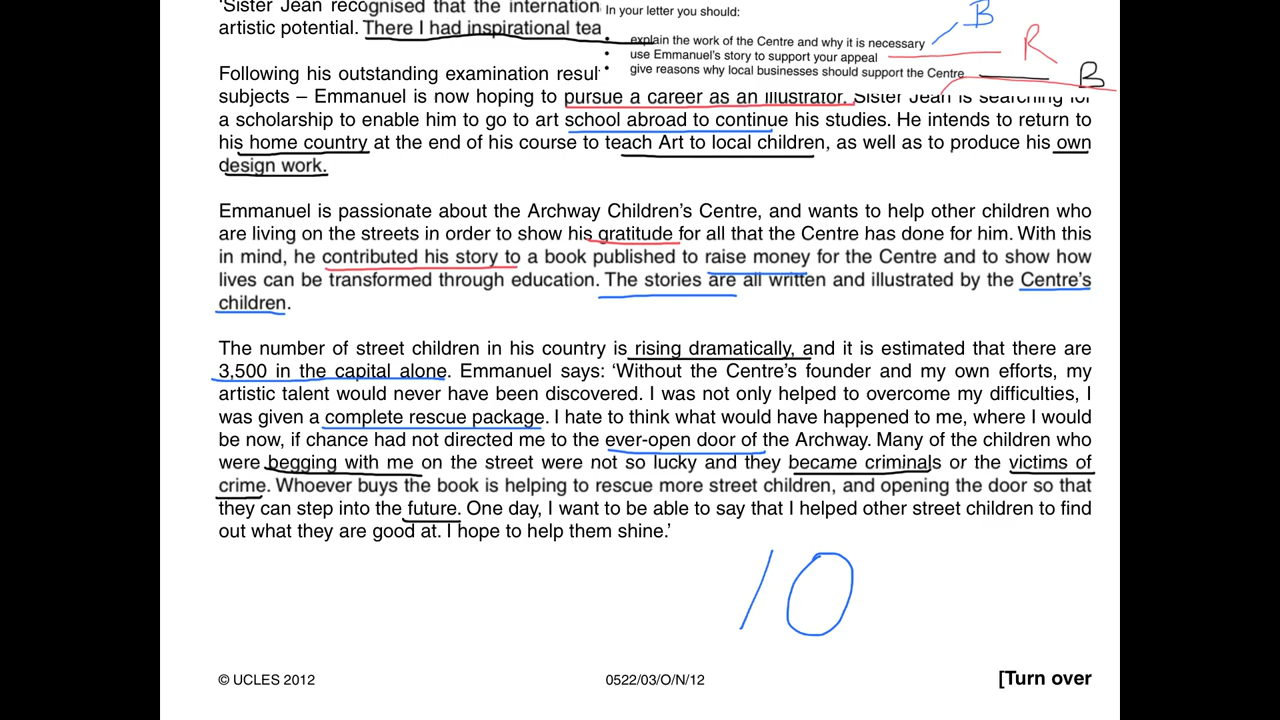 'Sister Jean recognised that the internation
In your letter you should:
B
artistic potential. There I had inspirational tea
• explain the work of the Centre and why it is necessary
• use Emmanuel's story to support your appeal
R
• give reasons why local businesses should support the Centre
B
Following his outstanding examination resul
subjects – Emmanuel is now hoping to pursue a career as an illustrator. Sister Jean is searching for
a scholarship to enable him to go to art school abroad to continue his studies. He intends to return to
his home country at the end of his course to teach Art to local children, as well as to produce his own
design work.
Emmanuel is passionate about the Archway Children's Centre, and wants to help other children who
are living on the streets in order to show his gratitude for all that the Centre has done for him. With this
in mind, he contributed his story to a book published to raise money for the Centre and to show how
lives can be transformed through education. The stories are all written and illustrated by the Centre's
children.
The number of street children in his country is rising dramatically, and it is estimated that there are
3,500 in the capital alone. Emmanuel says: 'Without the Centre's founder and my own efforts, my
artistic talent would never have been discovered. I was not only helped to overcome my difficulties, I
was given a complete rescue package. I hate to think what would have happened to me, where I would
be now, if chance had not directed me to the ever-open door of the Archway. Many of the children who
were begging with me on the street were not so lucky and they became criminals or the victims of
crime. Whoever buys the book is helping to rescue more street children, and opening the door so that
they can step into the future. One day, I want to be able to say that I helped other street children to find
out what they are good at. I hope to help them shine.'
10
© UCLES 2012
0522/03/O/N/12
[Turn over